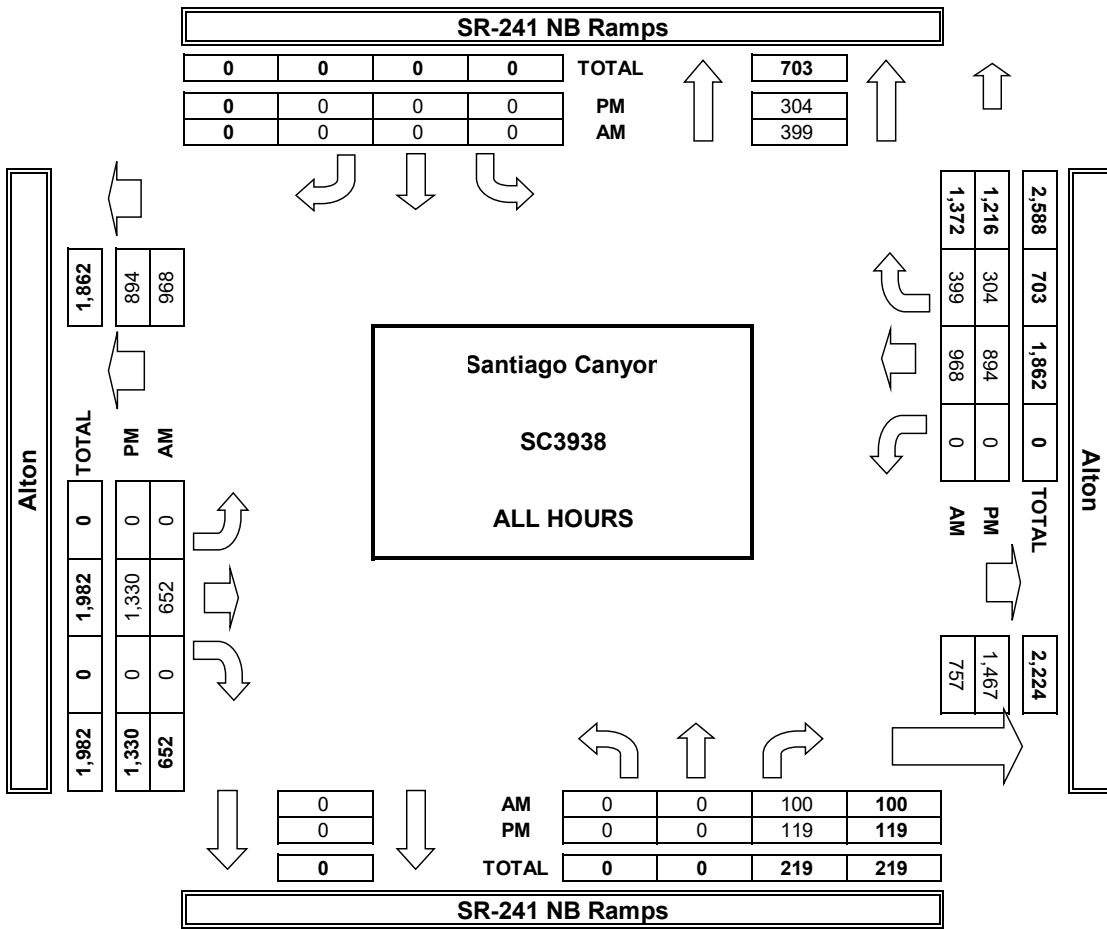 SR-241 NB Ramps
0 0 0 0 TOTAL 703
0 0 0 0 PM 304
0 0 0 0 AM 399
Alton
1,862 894 968
TOTAL PM AM
0 0 0
1,982 1,330 652
0 0 0
1,982 1,330 652
Santiago Canyor
SC3938
ALL HOURS
1,372 1,216 2,588
399 304 703
968 894 1,862
0 0 0
AM PM TOTAL
757 1,467 2,224
Alton
0 AM 0 0 100 100
0 PM 0 0 119 119
0 TOTAL 0 0 219 219
SR-241 NB Ramps